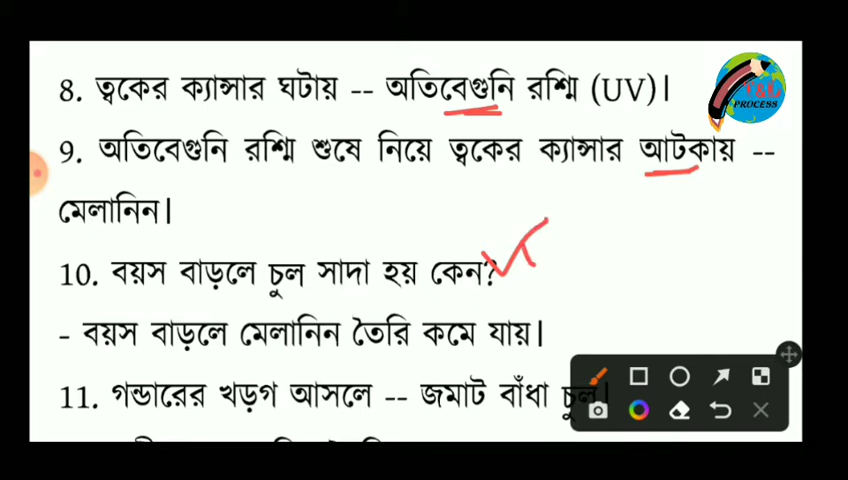 8. ত্বকের ক্যান্সার ঘটায় -- অতিবেগুনি রশ্মি (UV)।
9. অতিবেগুনি রশ্মি শুষে নিয়ে ত্বকের ক্যান্সার আটকায় --
মেলানিন।
10. বয়স বাড়লে চুল সাদা হয় কেন?
- বয়স বাড়লে মেলানিন তৈরি কমে যায়।
11. গন্ডারের খড়গ আসলে -- জমাট বাঁধা চুল।
PROCESS